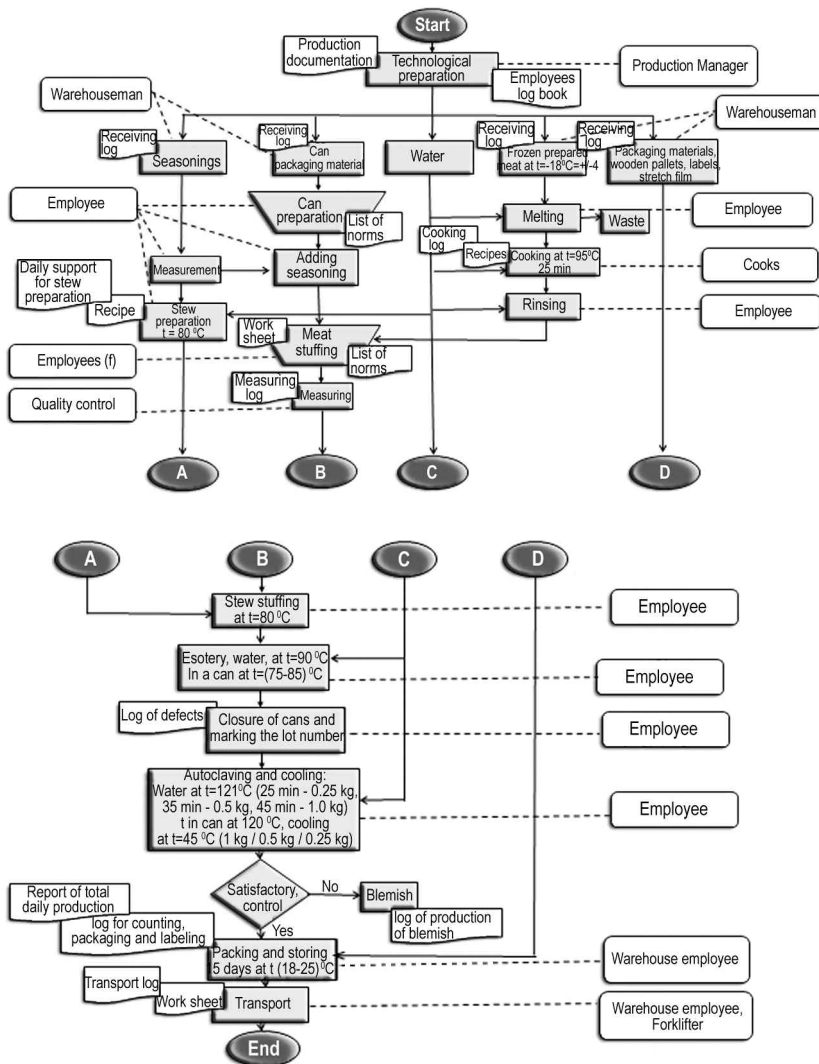 Start
Production
documentation
Technological
preparation
Employees
log book
Production Manager
Warehouseman
Warehouseman
Receiving
log
Seasonings
Receiving
log
Can
packaging material
Water
Receiving
log
Frozen prepared
meat at t=-18⁰C=+/-4
Receiving
log
Packaging materials,
wooden pallets, labels,
stretch film
Employee
Can
preparation
List of
norms
Melting
Waste
Employee
Cooking
log
Recipes
Cooking at t=95⁰C
25 min
Cooks
Measurement
Adding
seasoning
Daily support
for stew
preparation
Recipe
Stew
preparation
t = 80 ⁰C
Rinsing
Employee
Work
sheet
Meat
stuffing
List of
norms
Employees (f)
Measuring
log
Measuring
Quality control
A
B
C
D
A
B
C
D
Stew stuffing
at t=80 ⁰C
Employee
Esotery, water, at t=90 ⁰C
In a can at t=(75-85) ⁰C
Employee
Log of defects
Closure of cans and
marking the lot number
Employee
Autoclaving and cooling:
Water at t=121⁰C (25 min - 0.25 kg,
35 min - 0.5 kg, 45 min - 1.0 kg)
t in can at 120 ⁰C, cooling
at t=45 ⁰C (1 kg / 0.5 kg / 0.25 kg)
Employee
Satisfactory,
control
No
Blemish
log of production
of blemish
Yes
Report of total
daily production
log for counting,
packaging and labeling
Packing and storing
5 days at t (18-25) ⁰C
Warehouse employee
Transport log
Work sheet
Transport
Warehouse employee,
Forklifter
End